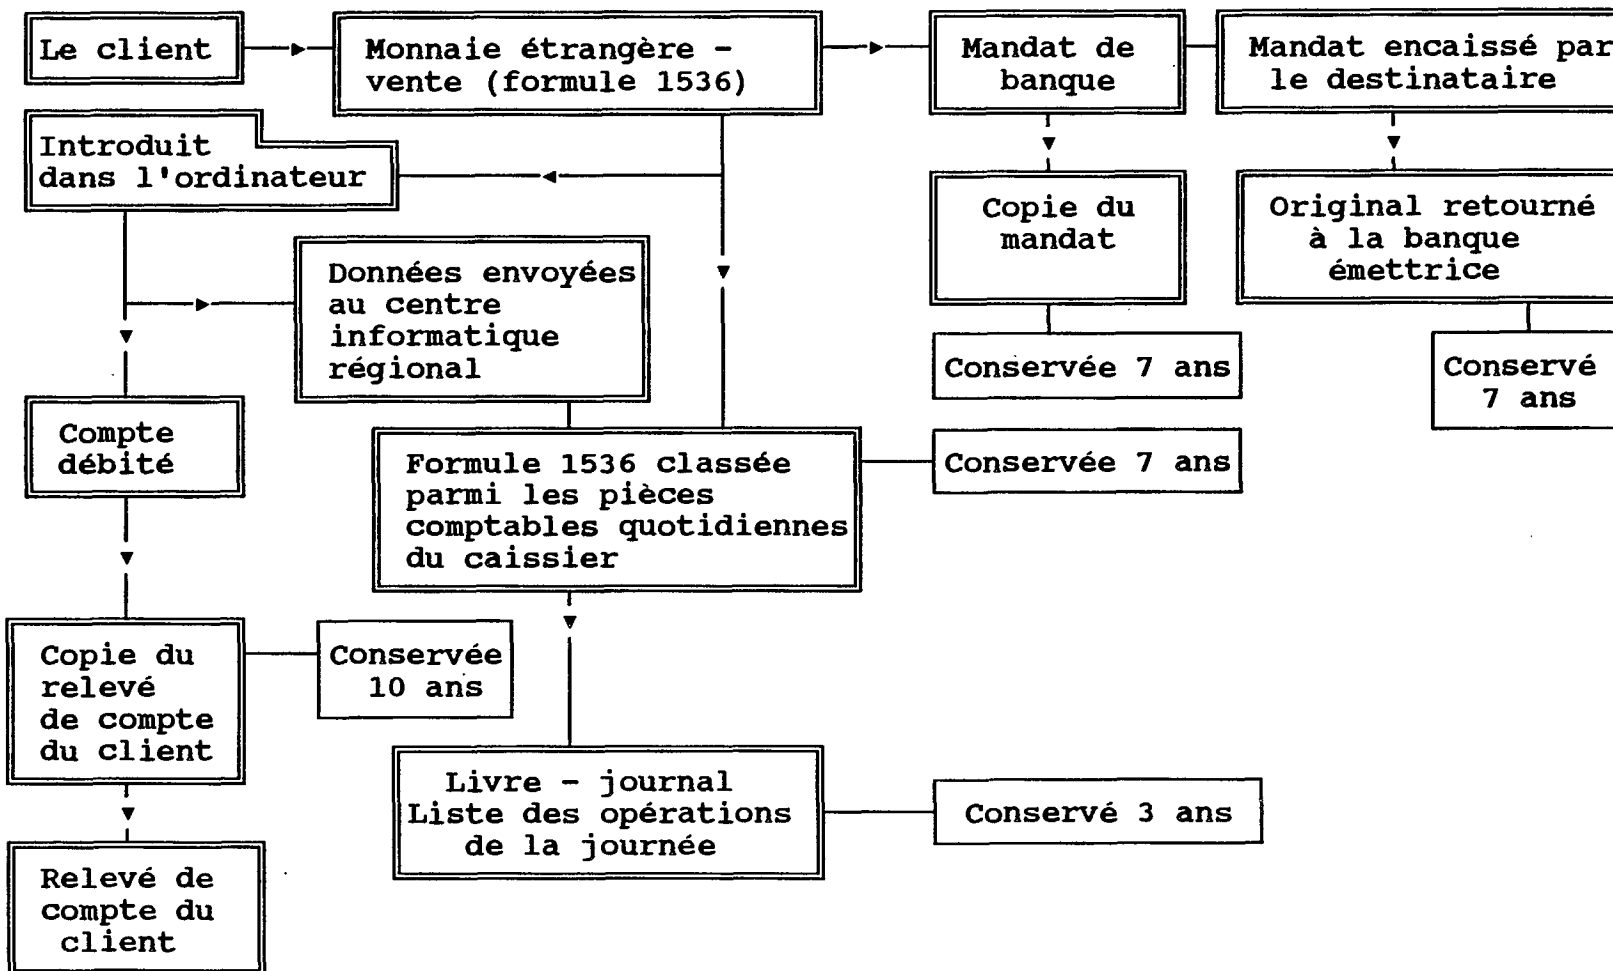 Le client
Monnaie étrangère -
vente (formule 1536)
Mandat de
banque
Mandat encaissé par
le destinataire
Introduit
dans l'ordinateur
Copie du
mandat
Original retourné
à la banque
émettrice
Données envoyées
au centre
informatique
régional
Conservée 7 ans
Conservé
7 ans
Compte
débité
Formule 1536 classée
parmi les pièces
comptables quotidiennes
du caissier
Conservée 7 ans
Copie du
relevé
de compte
du client
Conservée
10 ans
Livre - journal
Liste des opérations
de la journée
Conservé 3 ans
Relevé de
compte du
client